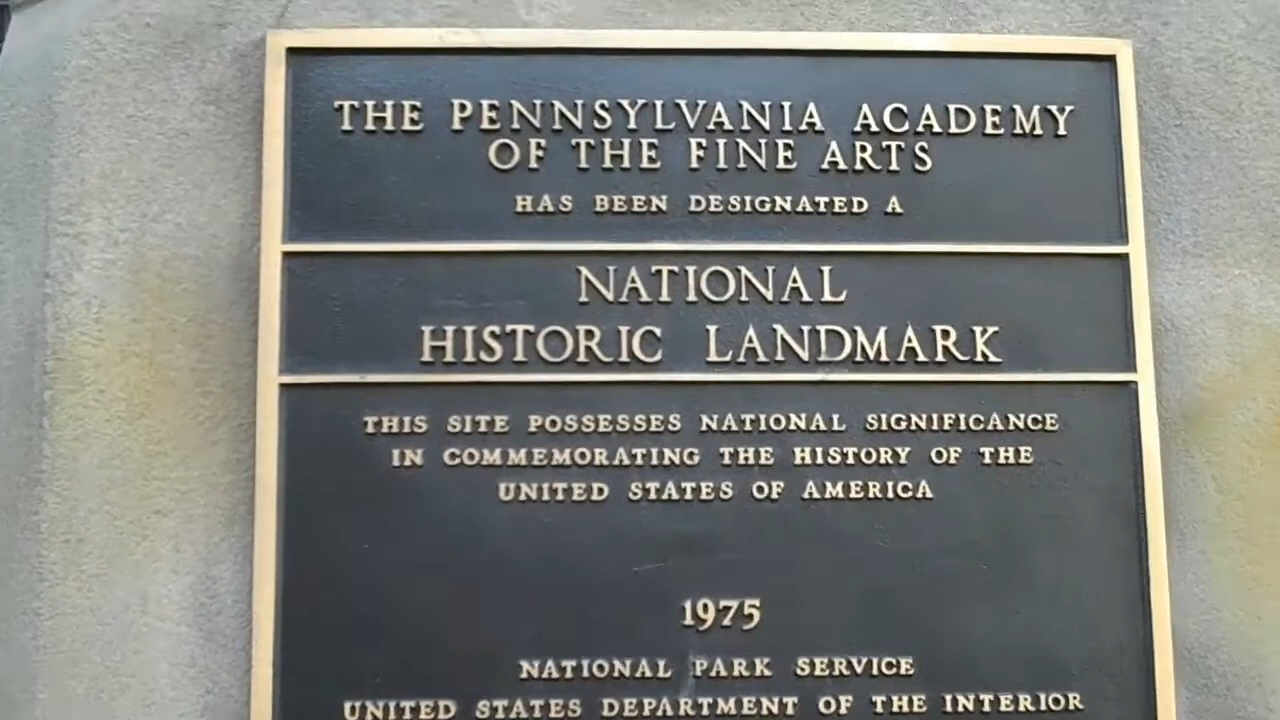 THE PENNSYLVANIA ACADEMY
OF THE FINE ARTS
HAS BEEN DESIGNATED A
NATIONAL
HISTORIC LANDMARK
THIS SITE POSSESSES NATIONAL SIGNIFICANCE
IN COMMEMORATING THE HISTORY OF THE
UNITED STATES OF AMERICA
1975
NATIONAL PARK SERVICE
UNITED STATES DEPARTMENT OF THE INTERIOR